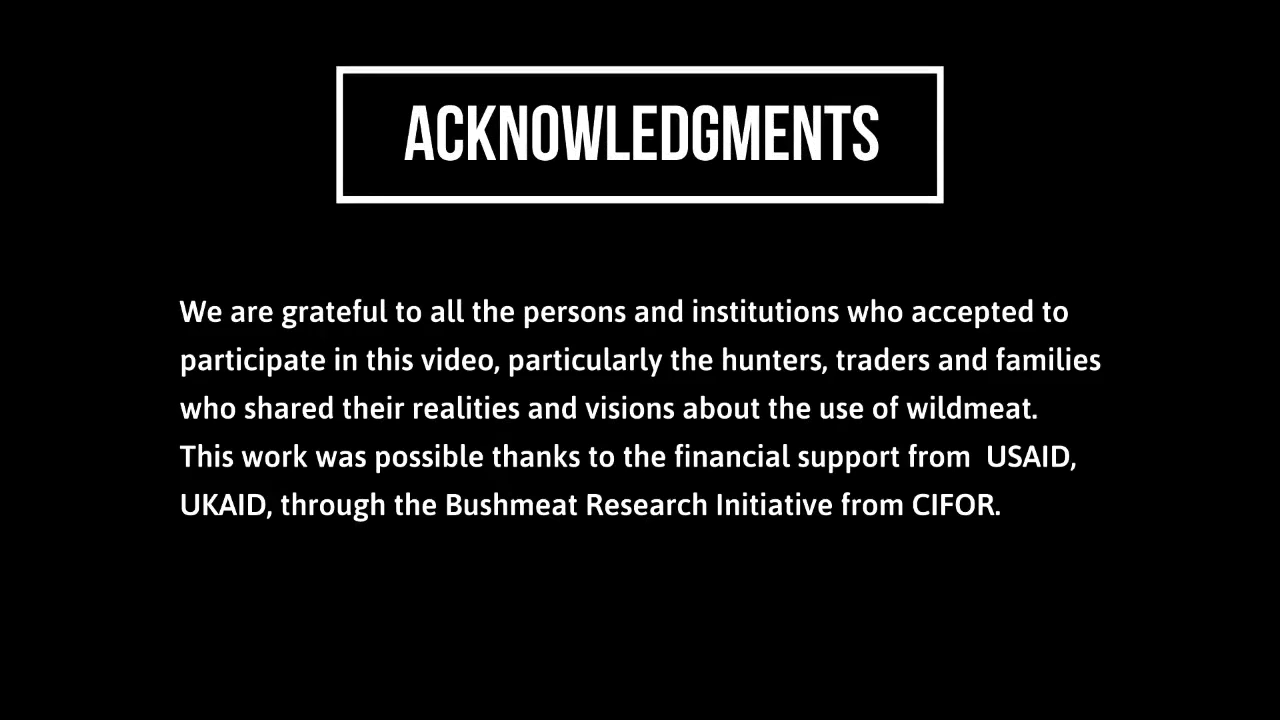 ACKNOWLEDGMENTS
We are grateful to all the persons and institutions who accepted to
participate in this video, particularly the hunters, traders and families
who shared their realities and visions about the use of wildmeat.
This work was possible thanks to the financial support from  USAID,
UKAID, through the Bushmeat Research Initiative from CIFOR.